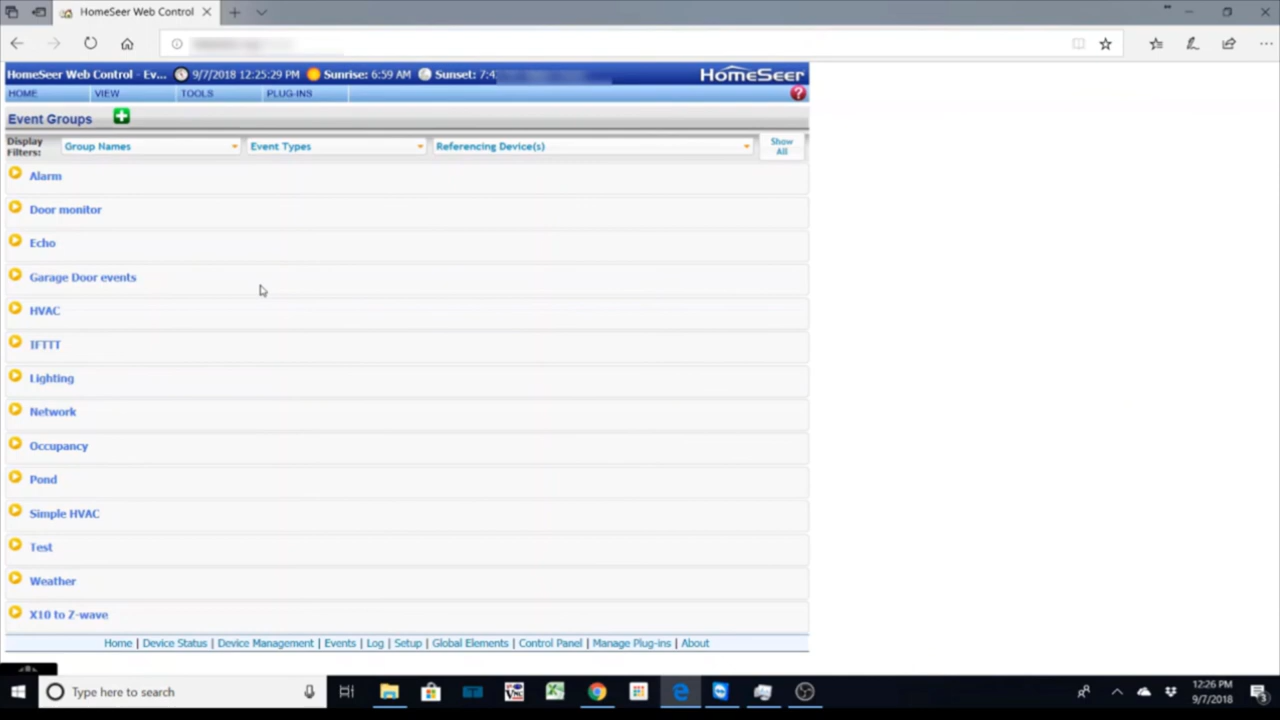 HomeSeer Web Control
HomeSeer Web Control - Ev... 9/7/2018 12:25:29 PM Sunrise: 6:59 AM Sunset: 7:4
HomeSeer
HOME VIEW TOOLS PLUG-INS ?
Event Groups
Display Filters: Group Names Event Types Referencing Device(s) Show All
Alarm
Door monitor
Echo
Garage Door events
HVAC
IFTTT
Lighting
Network
Occupancy
Pond
Simple HVAC
Test
Weather
X10 to Z-wave
Home | Device Status | Device Management | Events | Log | Setup | Global Elements | Control Panel | Manage Plug-ins | About
Type here to search
12:26 PM
9/7/2018
3